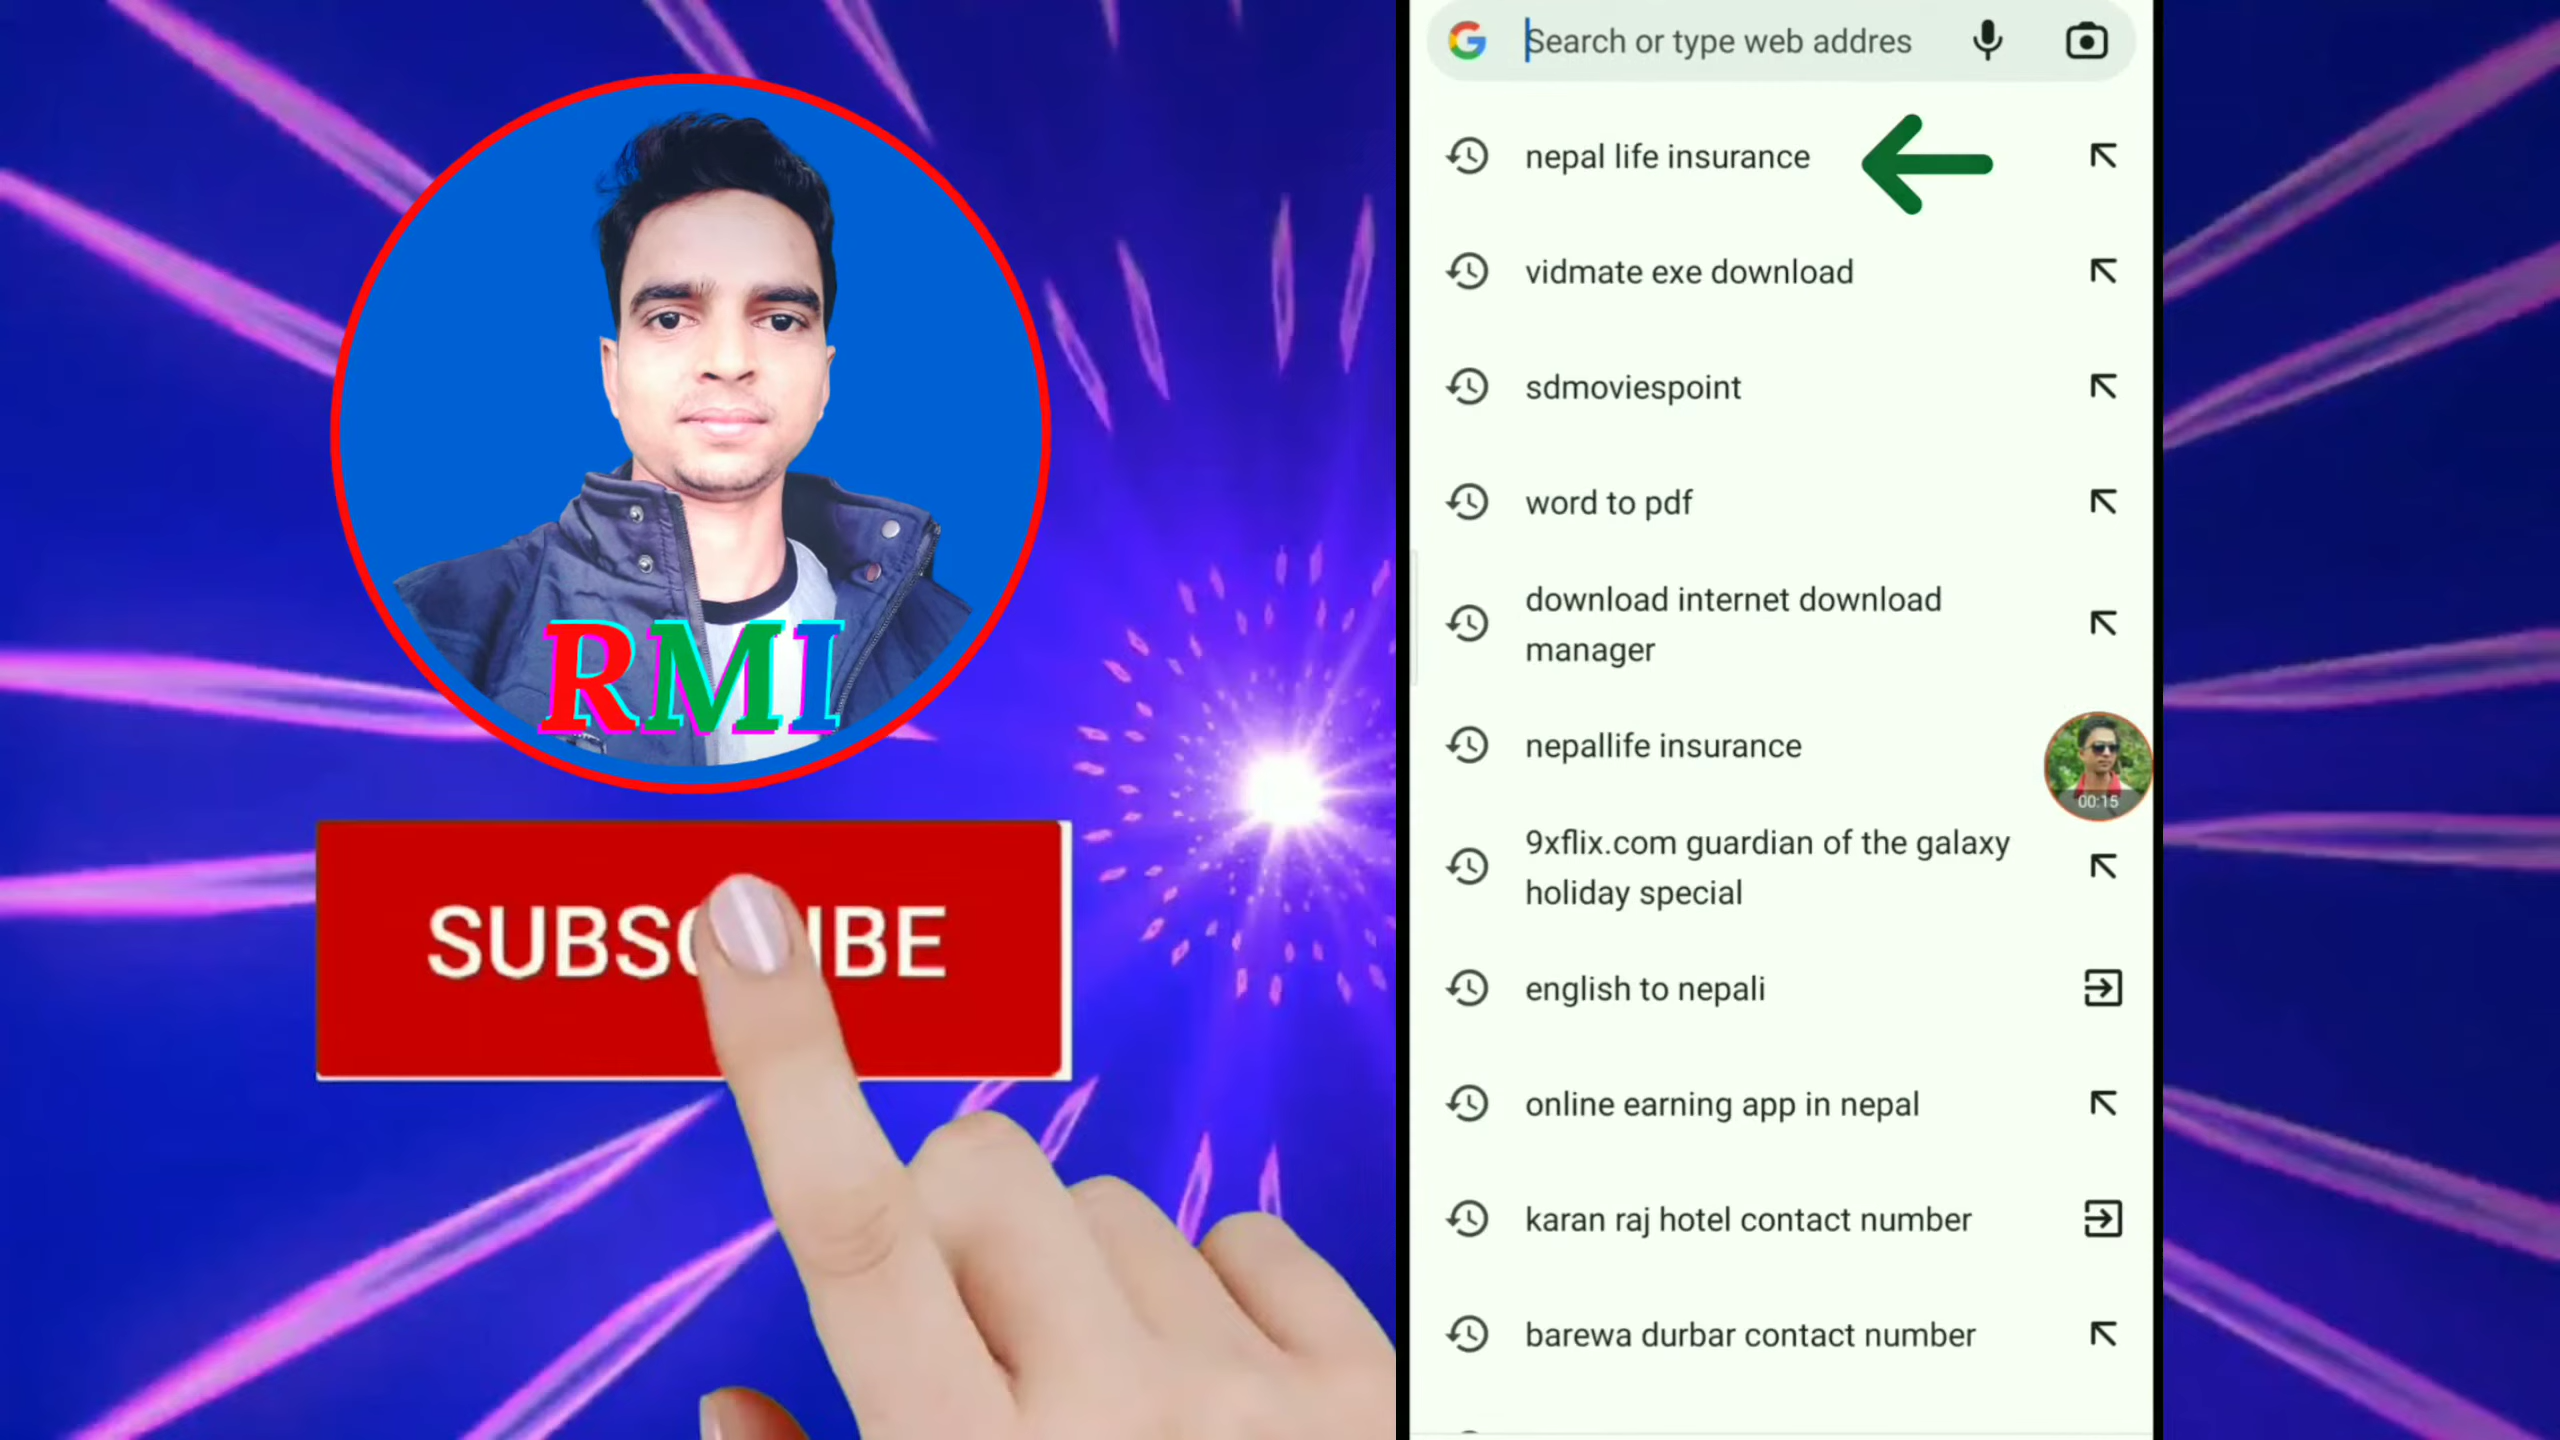 RMI
SUBSCRIBE
Search or type web addres
nepal life insurance
vidmate exe download
sdmoviespoint
word to pdf
download internet download
manager
nepallife insurance
00:15
9xflix.com guardian of the galaxy
holiday special
english to nepali
online earning app in nepal
karan raj hotel contact number
barewa durbar contact number